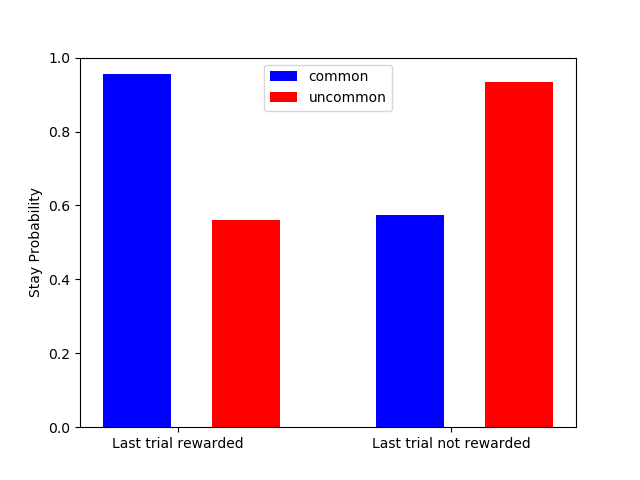 1.0
0.8
0.6
0.4
0.2
0.0
Stay Probability
common
uncommon
Last trial rewarded
Last trial not rewarded